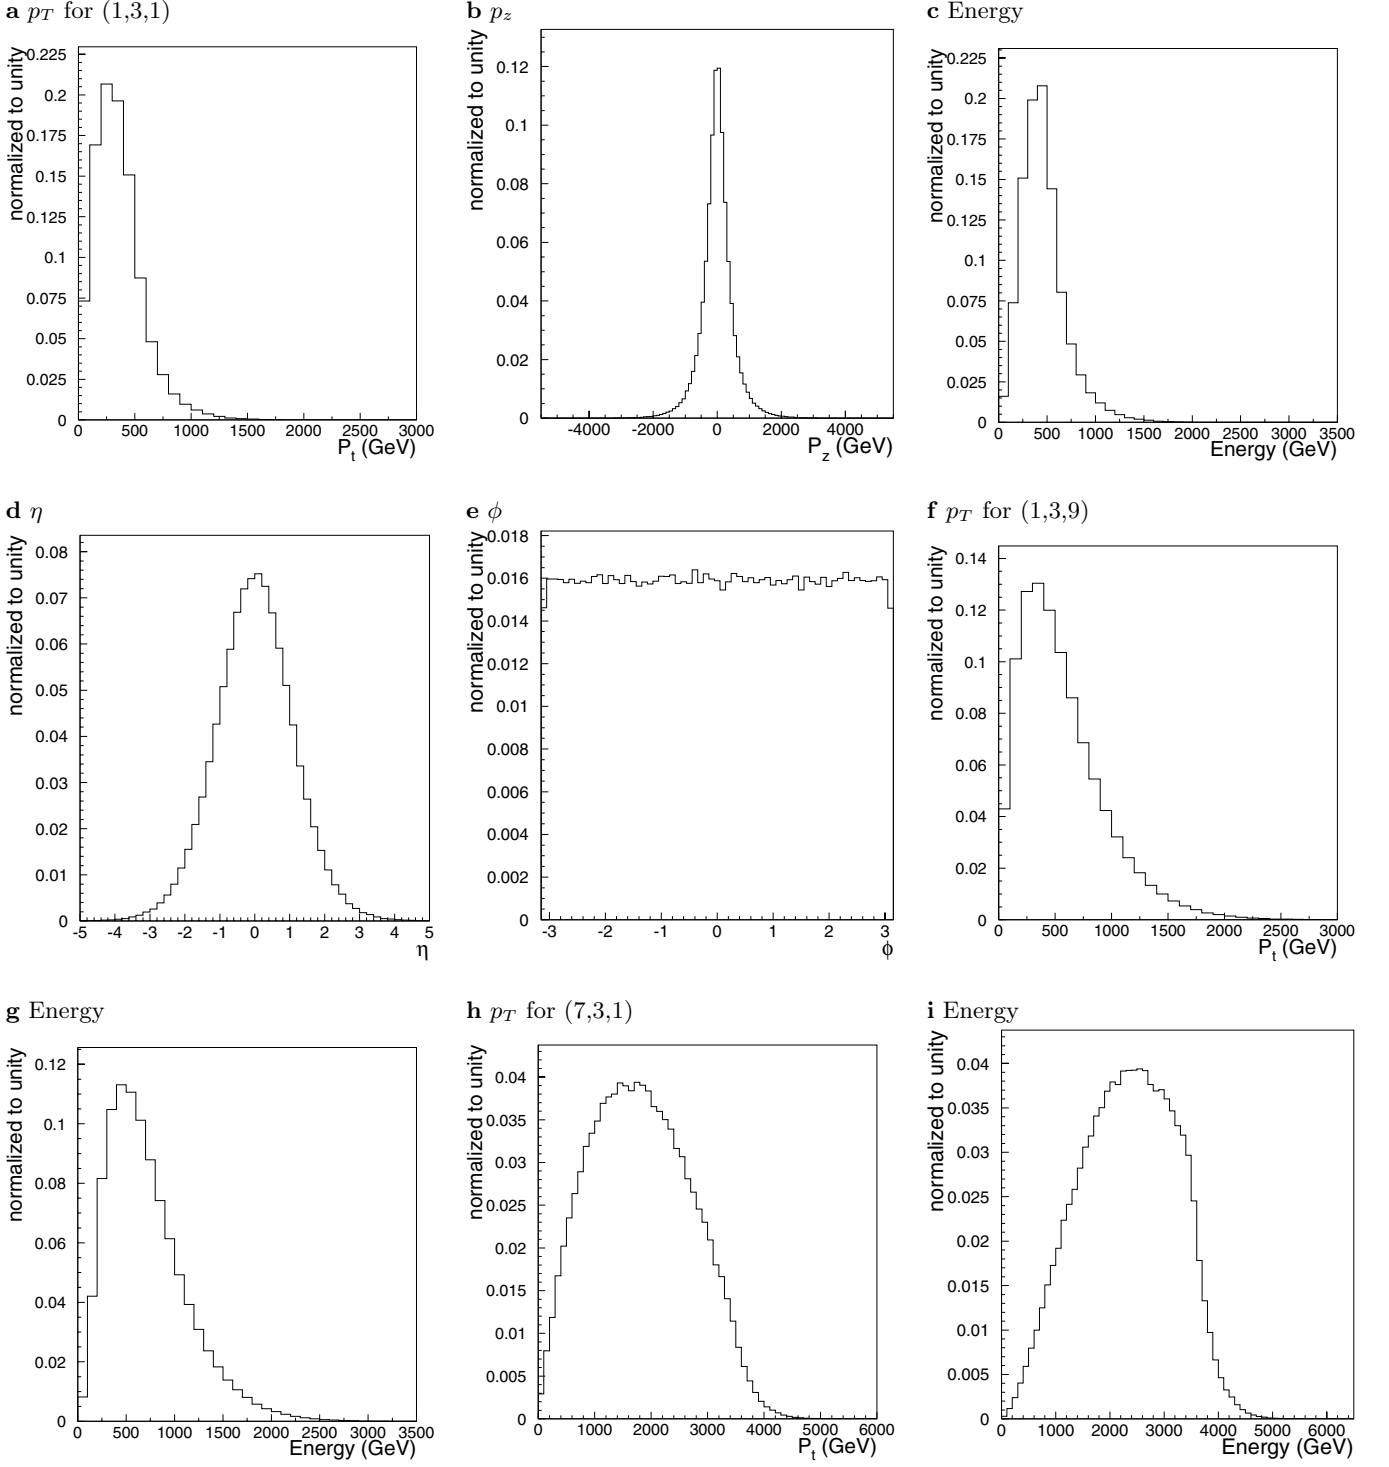 a pT for (1,3,1)
normalized to unity
0.225
0.2
0.175
0.15
0.125
0.1
0.075
0.05
0.025
0
0 500 1000 1500 2000 2500 3000
Pt (GeV)
b pz
normalized to unity
0.12
0.1
0.08
0.06
0.04
0.02
0
-4000 -2000 0 2000 4000
Pz (GeV)
c Energy
normalized to unity
0.225
0.2
0.175
0.15
0.125
0.1
0.075
0.05
0.025
0
0 500 1000 1500 2000 2500 3000 3500
Energy (GeV)
d η
normalized to unity
0.08
0.07
0.06
0.05
0.04
0.03
0.02
0.01
0
-5 -4 -3 -2 -1 0 1 2 3 4 5
η
e ϕ
normalized to unity
0.018
0.016
0.014
0.012
0.01
0.008
0.006
0.004
0.002
0
-3 -2 -1 0 1 2 3
ϕ
f pT for (1,3,9)
normalized to unity
0.14
0.12
0.1
0.08
0.06
0.04
0.02
0
0 500 1000 1500 2000 2500 3000
Pt (GeV)
g Energy
normalized to unity
0.12
0.1
0.08
0.06
0.04
0.02
0
0 500 1000 1500 2000 2500 3000 3500
Energy (GeV)
h pT for (7,3,1)
normalized to unity
0.04
0.035
0.03
0.025
0.02
0.015
0.01
0.005
0
0 1000 2000 3000 4000 5000 6000
Pt (GeV)
i Energy
normalized to unity
0.04
0.035
0.03
0.025
0.02
0.015
0.01
0.005
0
0 1000 2000 3000 4000 5000 6000
Energy (GeV)